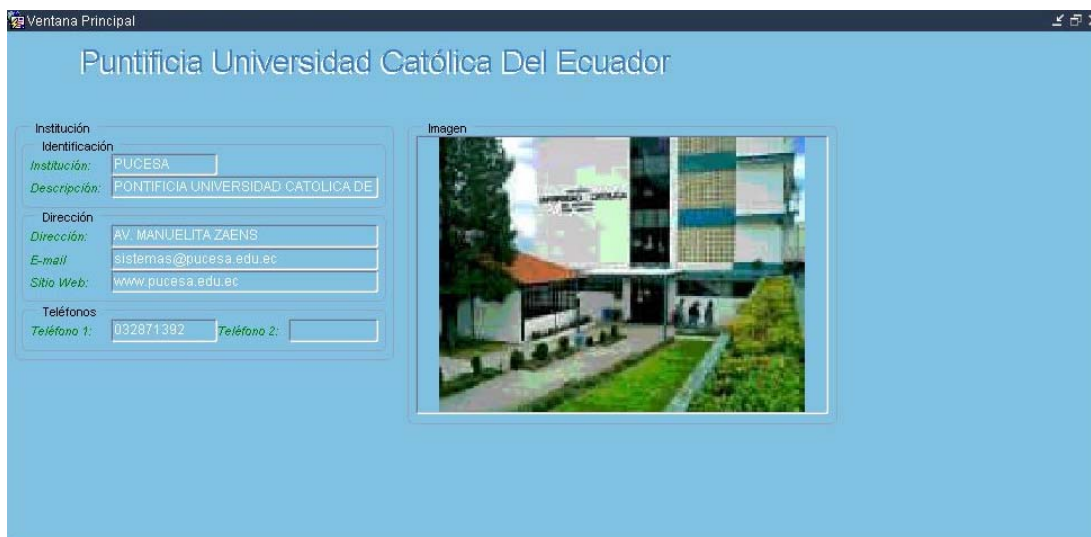 Ventana Principal
Puntificia Universidad Católica Del Ecuador
Institución
Identificación
Institución: PUCESA
Descripción: PONTIFICIA UNIVERSIDAD CATOLICA DE
Dirección
Dirección: AV. MANUELITA ZAENS
E-mail sistemas@pucesa.edu.ec
Sitio Web: www.pucesa.edu.ec
Teléfonos
Teléfono 1: 032871392 Teléfono 2:
Imagen